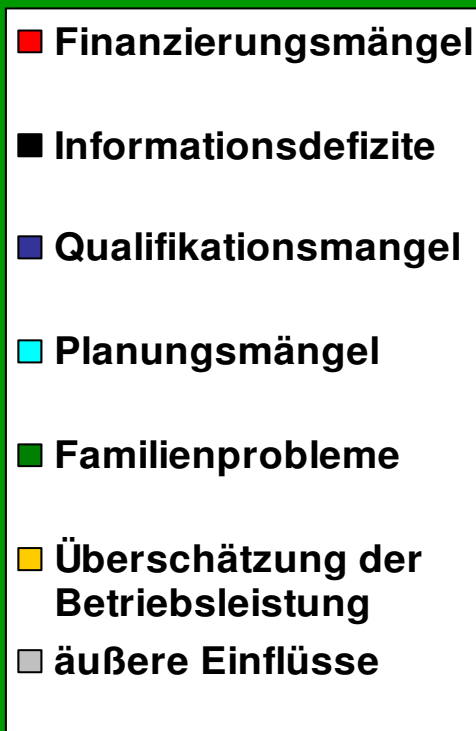 Finanzierungsmängel
Informationsdefizite
Qualifikationsmangel
Planungsmängel
Familienprobleme
Überschätzung der
Betriebsleistung
äußere Einflüsse